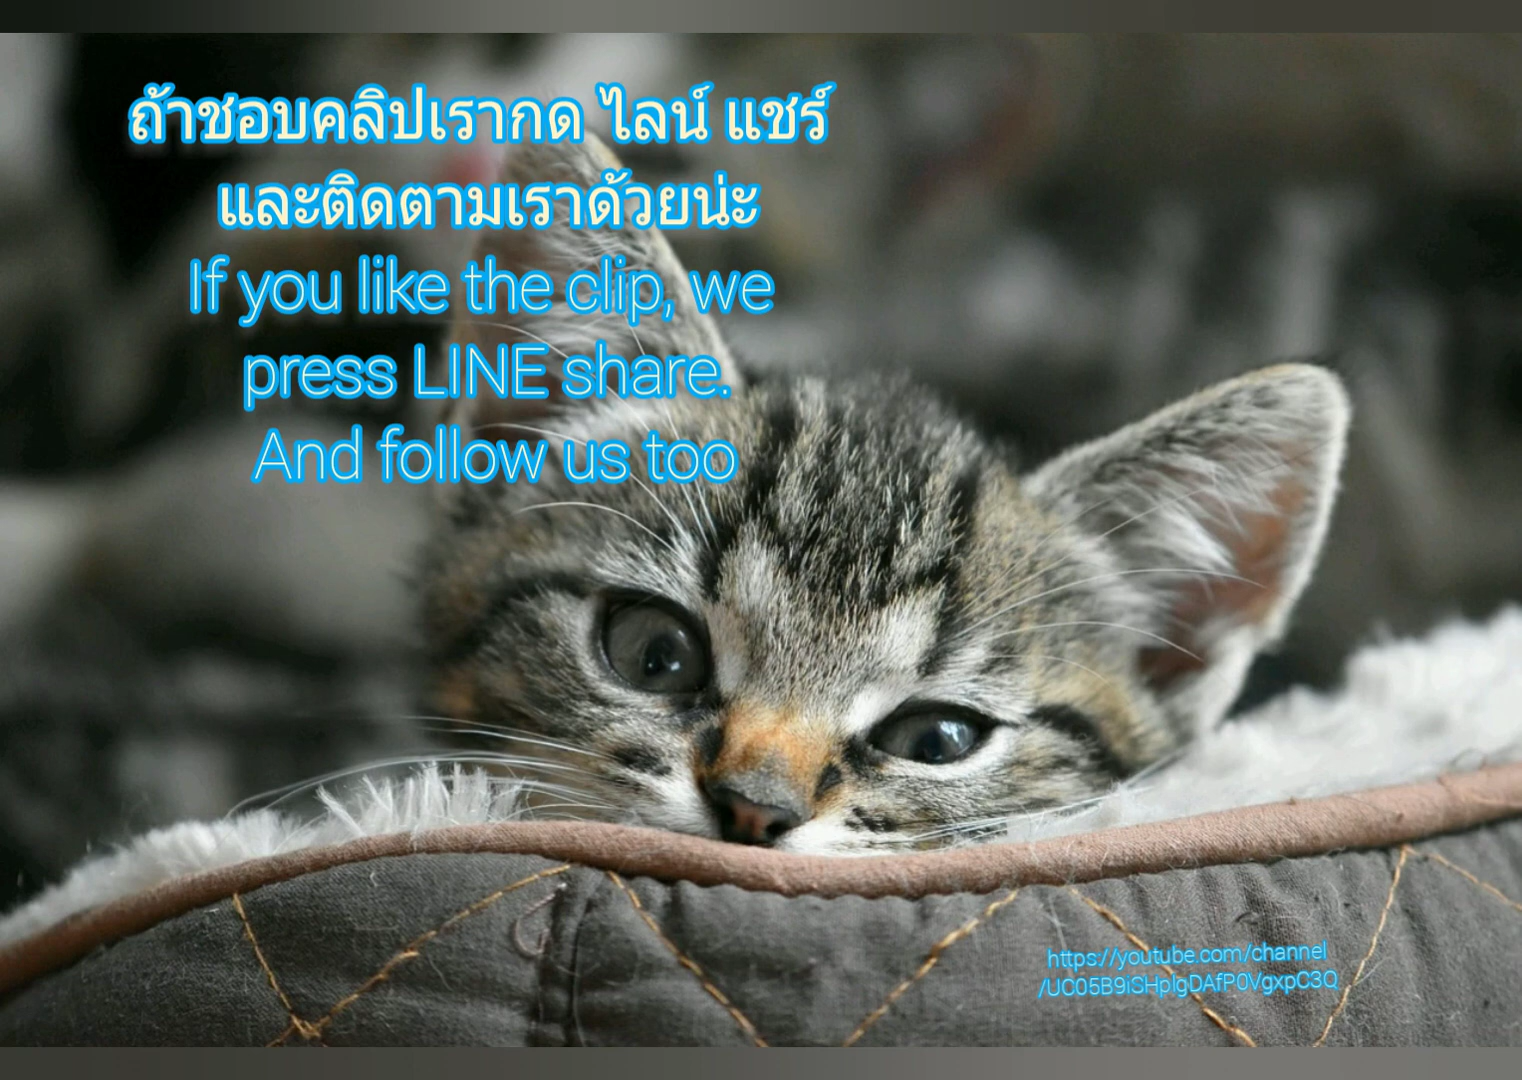 ถ้าชอบคลิปเรากด ไลน์ แชร์
และติดตามเราด้วยน่ะ
If you like the clip, we
press LINE share.
And follow us too
https://youtube.com/channel
/UC05B9iSHplgDAfP0VgxpC3Q